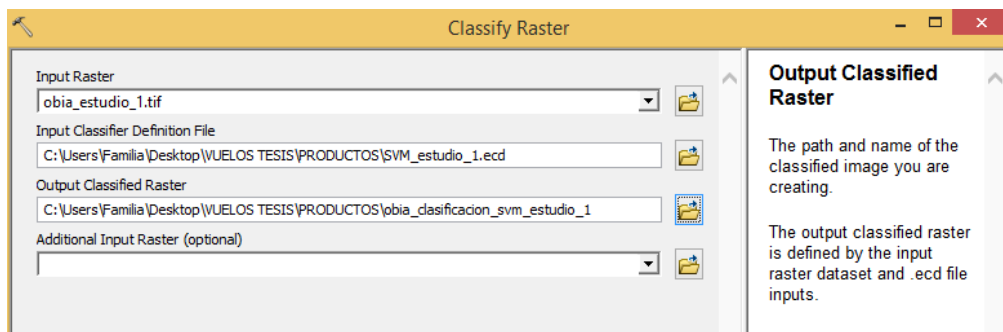 Classify Raster
Input Raster
obia_estudio_1.tif
Input Classifier Definition File
C:\Users\Familia\Desktop\VUELOS TESIS\PRODUCTOS\SVM_estudio_1.ecd
Output Classified Raster
C:\Users\Familia\Desktop\VUELOS TESIS\PRODUCTOS\obia_clasificacion_svm_estudio_1
Additional Input Raster (optional)
Output Classified
Raster
The path and name of the
classified image you are
creating.
The output classified raster
is defined by the input
raster dataset and .ecd file
inputs.